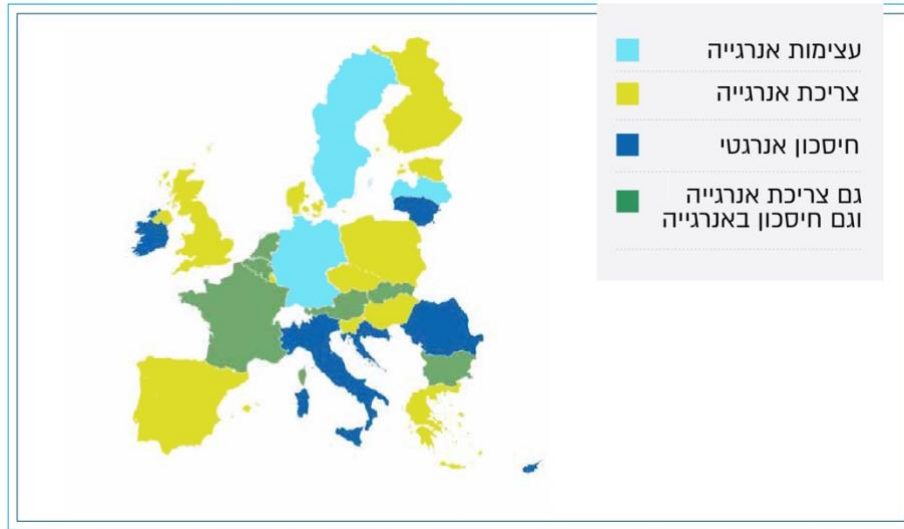 עצימות אנרגייה
צריכת אנרגייה
חיסכון אנרגטי
גם צריכת אנרגייה
וגם חיסכון באנרגייה